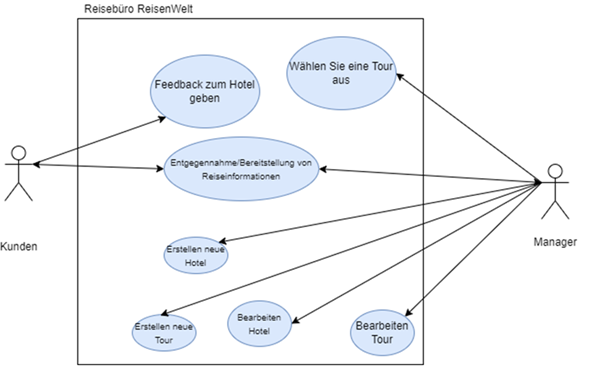 Reisebüro ReisenWelt
Wählen Sie eine Tour
aus
Feedback zum Hotel
geben
Entgegennahme/Bereitstellung von
Reiseinformationen
Kunden
Manager
Erstellen neue
Hotel
Bearbeiten
Hotel
Erstellen neue
Tour
Bearbeiten
Tour